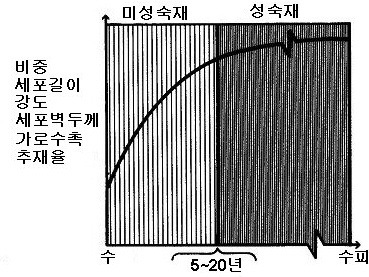 미성숙재 성숙재
비중
세포길이
강도
세포벽두께
가로수축
추재율
수 수피
5~20년